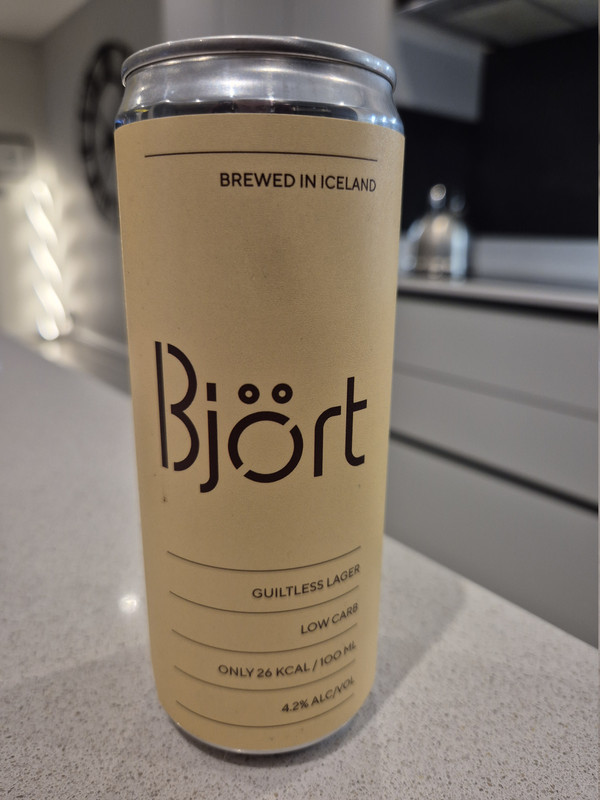 BREWED IN ICELAND
Björt
GUILTLESS LAGER
LOW CARB
ONLY 26 KCAL / 100 ML
4.2% ALC/VOL